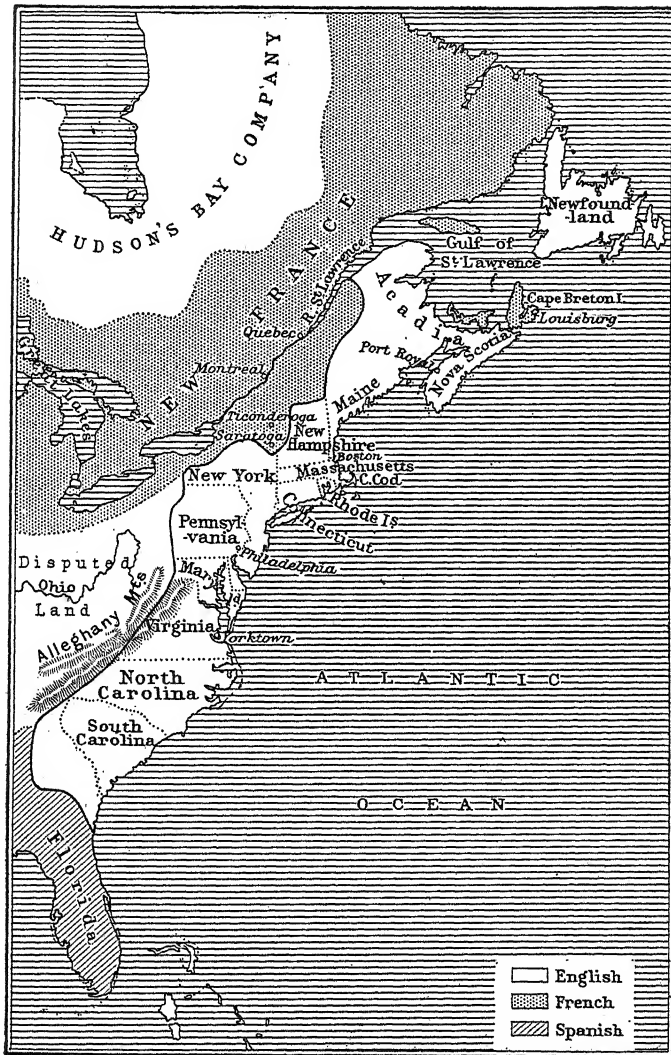 HUDSON'S BAY COMPANY
NEW FRANCE
Newfound
-land
Gulf of
St. Lawrence
R. St. Lawrence
Acadia
Cape Breton I.
Louisburg
Quebec
Port Royal
Nova Scotia
Montreal
Great Lakes
Maine
Ticonderoga
Saratoga
New
Hampshire
Boston
New York
Massachusetts
C. Cod
Rhode Is
Connecticut
Pennsyl-
vania
Philadelphia
Disputed
Ohio
Land
Alleghany Mts
Mary
ld.
Virginia
Yorktown
North
Carolina
ATLANTIC
South
Carolina
OCEAN
Florida
English
French
Spanish